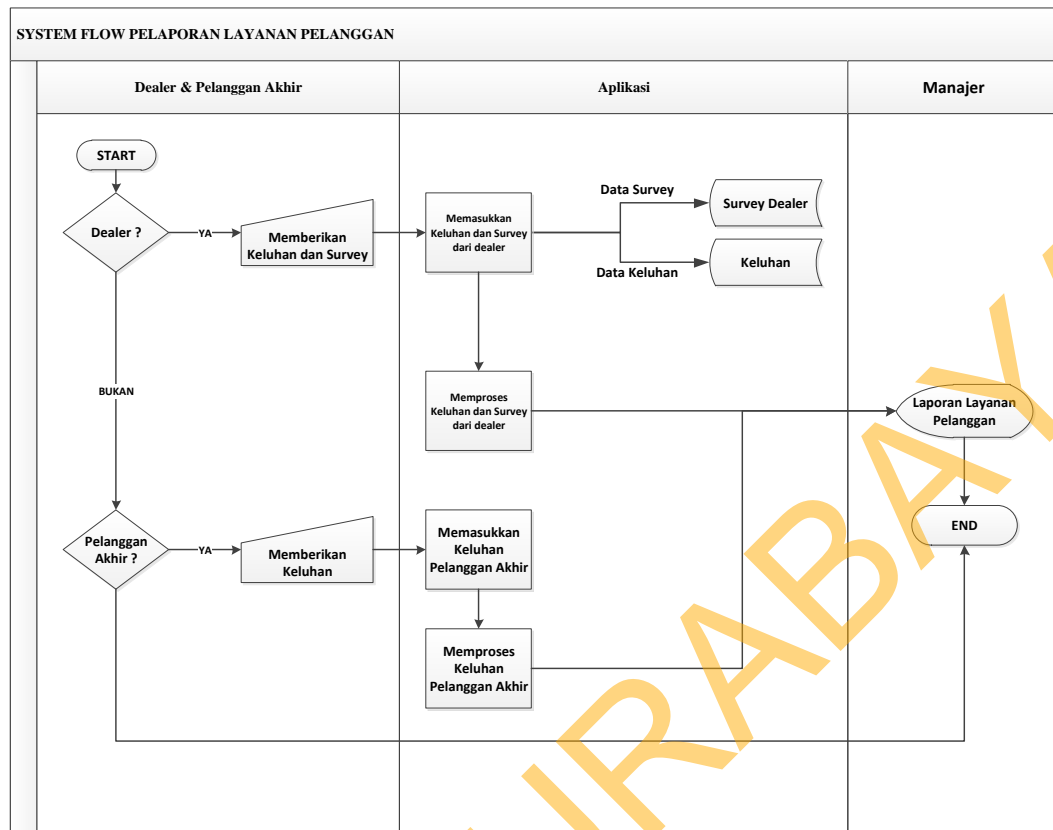 SYSTEM FLOW PELAPORAN LAYANAN PELANGGAN
Dealer & Pelanggan Akhir
Aplikasi
Manajer
START
Dealer ?
YA
Memberikan
Keluhan dan Survey
Memasukkan
Keluhan dan Survey
dari dealer
Data Survey
Survey Dealer
Data Keluhan
Keluhan
BUKAN
Memproses
Keluhan dan Survey
dari dealer
Laporan Layanan
Pelanggan
END
Pelanggan
Akhir ?
YA
Memberikan
Keluhan
Memasukkan
Keluhan
Pelanggan Akhir
Memproses
Keluhan
Pelanggan Akhir
URABAYA